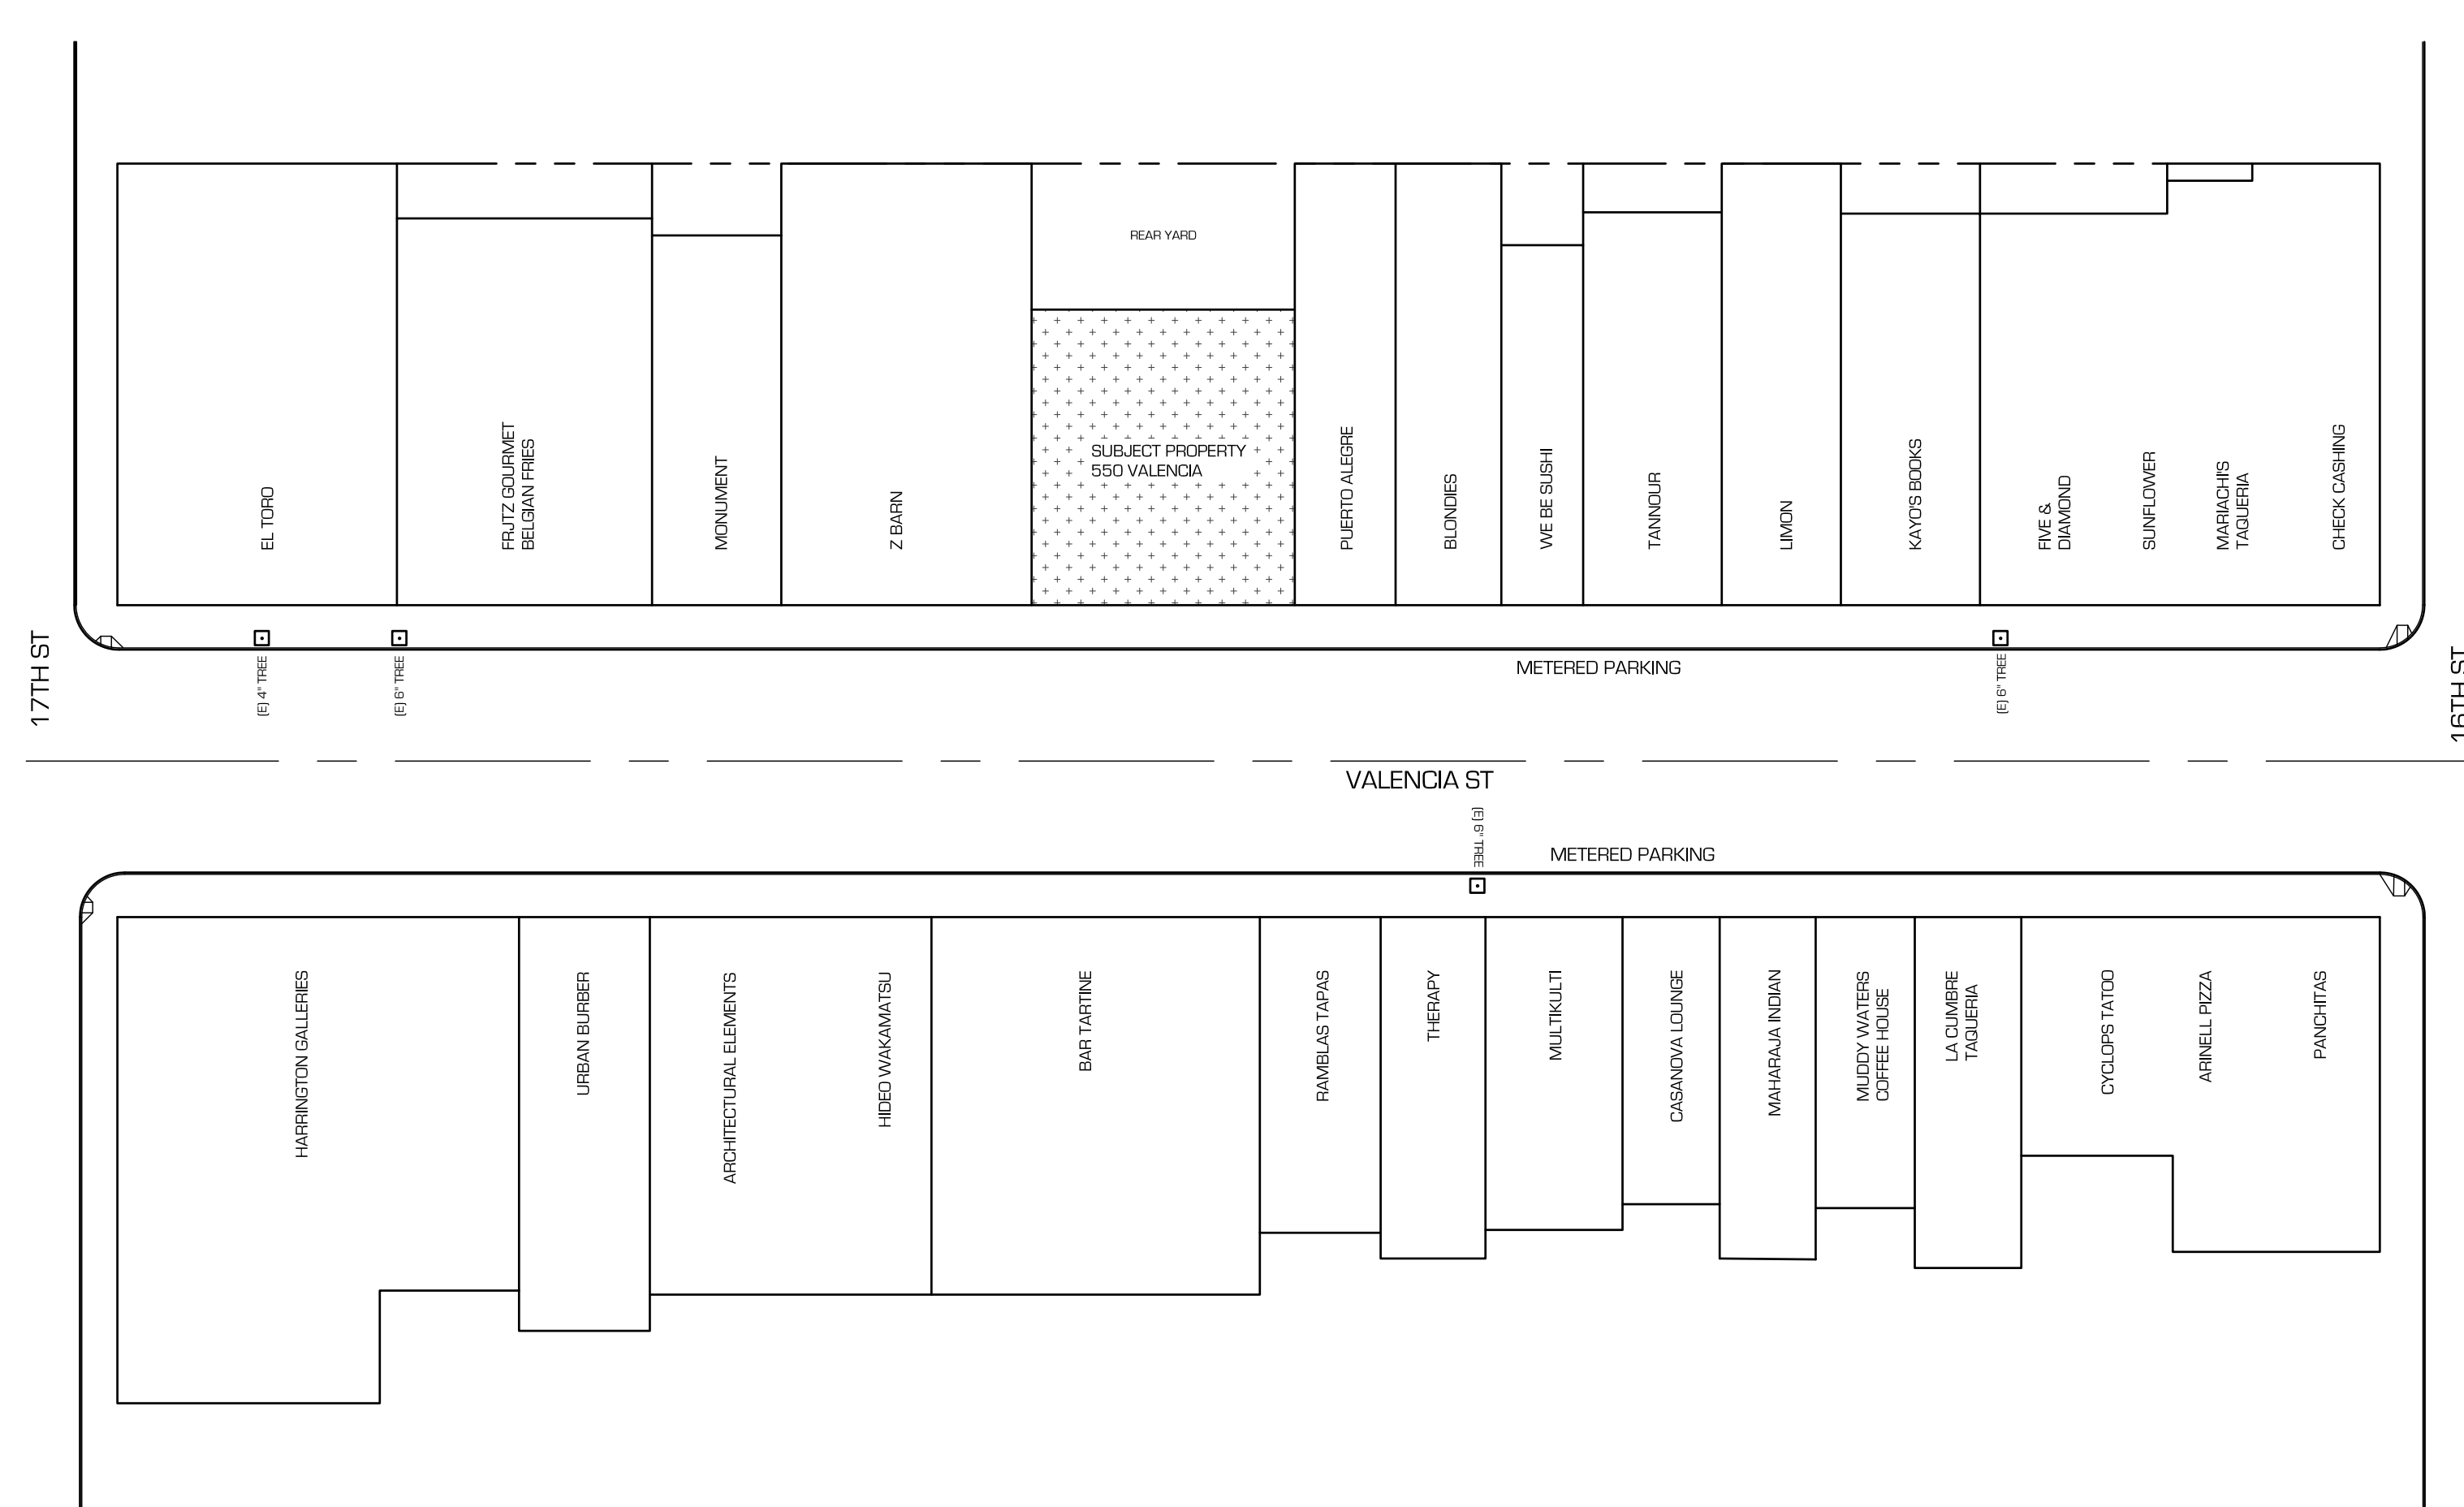 REAR YARD
EL TORO
FRJTZ GOURMET
BELGIAN FRIES
MONUMENT
Z BARN
SUBJECT PROPERTY
550 VALENCIA
PUERTO ALEGRE
BLONDIES
WE BE SUSHI
TANNOUR
LIMON
KAYO'S BOOKS
FIVE &
DIAMOND
SUNFLOWER
MARIACHI'S
TAQUERIA
CHECK CASHING
17TH ST
(E) 4" TREE
(E) 6" TREE
METERED PARKING
(E) 6" TREE
16TH ST
VALENCIA ST
(E) 6" TREE
METERED PARKING
HARRINGTON GALLERIES
URBAN BURBER
ARCHITECTURAL ELEMENTS
HIDEO WAKAMATSU
BAR TARTINE
RAMBLAS TAPAS
THERAPY
MULTIKULTI
CASANOVA LOUNGE
MAHARAJA INDIAN
MUDDY WATERS
COFFEE HOUSE
LA CUMBRE
TAQUERIA
CYCLOPS TATOO
ARINELL PIZZA
PANCHITAS